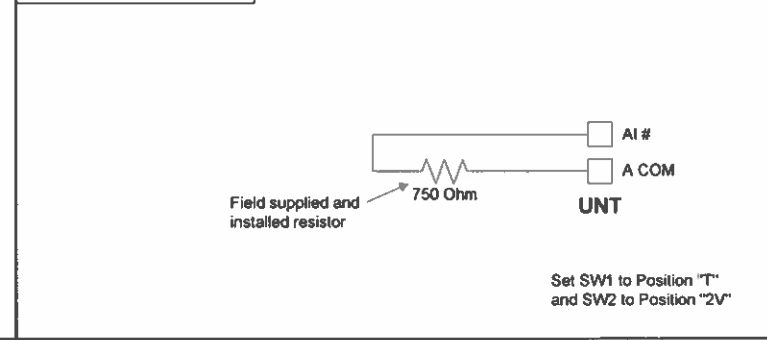 AI #
A COM
750 Ohm
Field supplied and
installed resistor
UNT
Set SW1 to Position "T"
and SW2 to Position "2V"